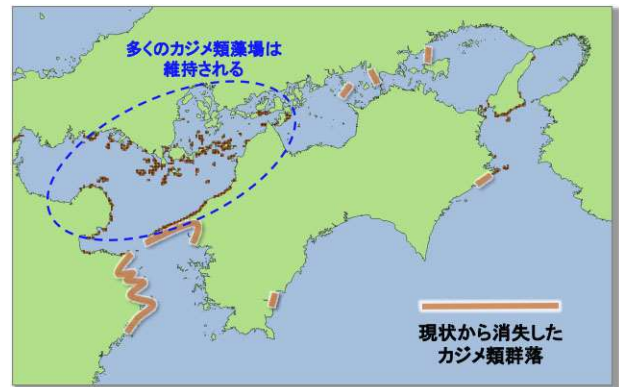 多くのカジメ類藻場は
維持される
現状から消失した
カジメ類群落